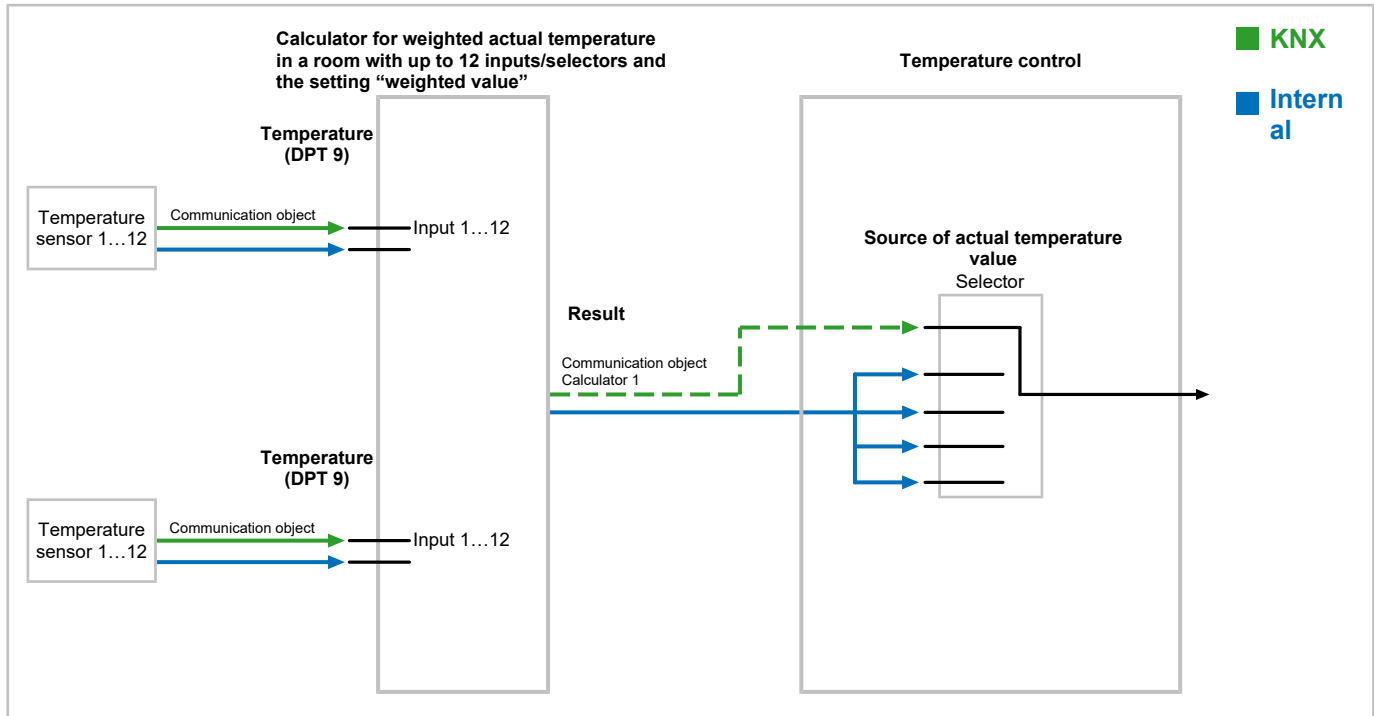 Calculator for weighted actual temperature
in a room with up to 12 inputs/selectors and
the setting “weighted value”
Temperature control
KNX
Intern
al
Temperature
(DPT 9)
Temperature
sensor 1…12
Communication object
Input 1…12
Source of actual temperature
value
Selector
Result
Communication object
Calculator 1
Temperature
(DPT 9)
Temperature
sensor 1…12
Communication object
Input 1…12